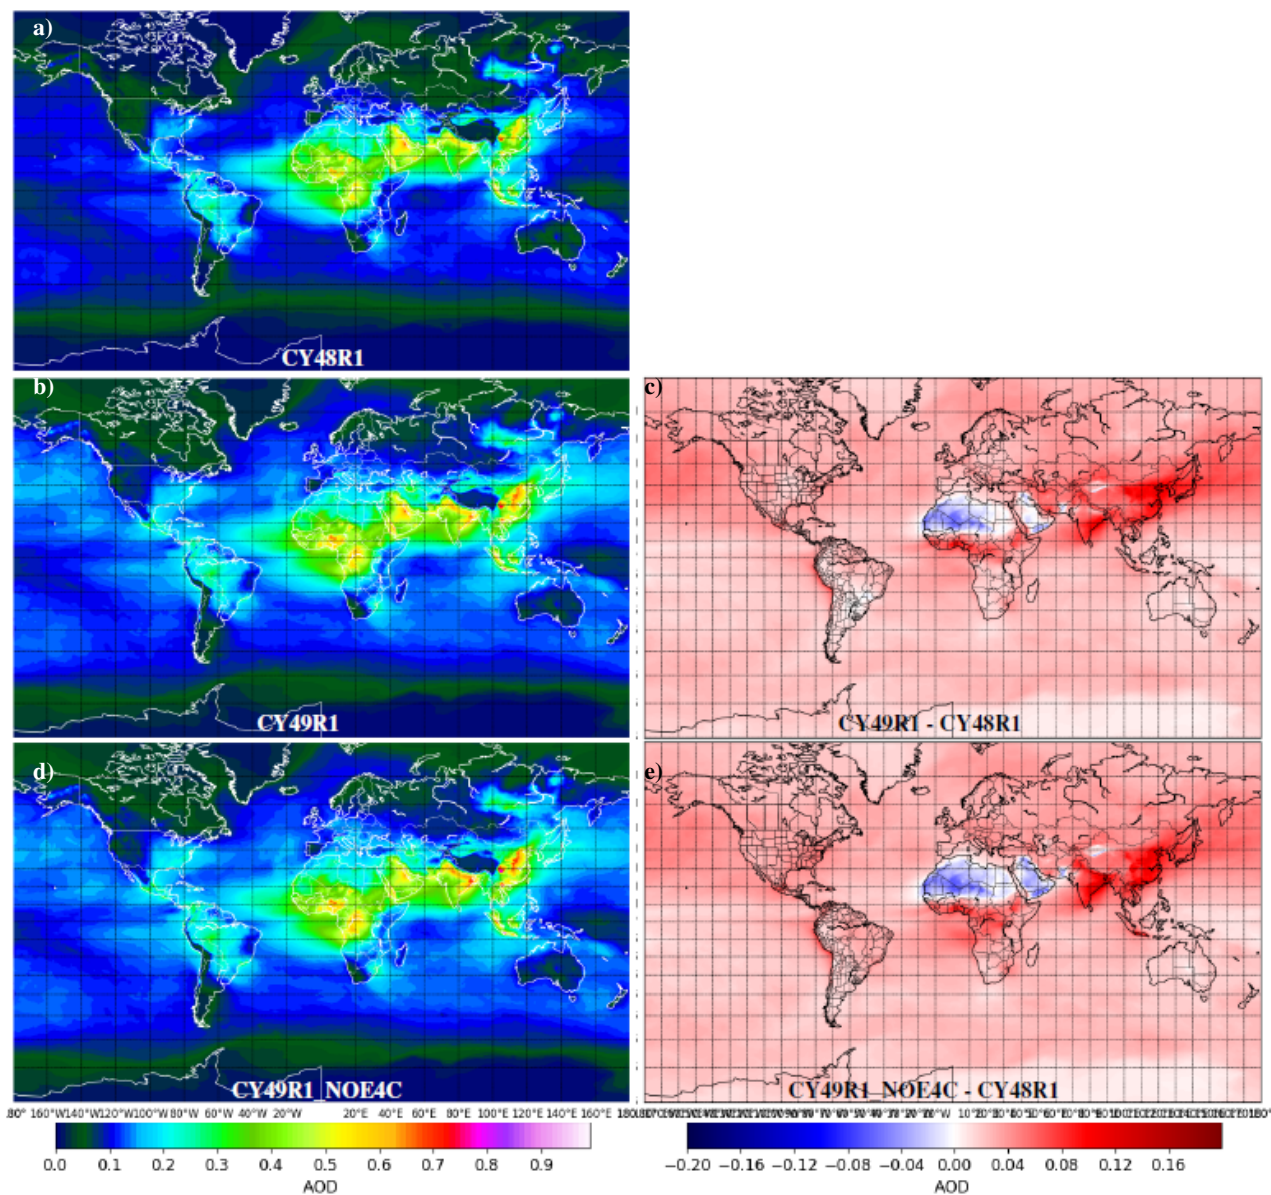 a)
CY48R1
b)
c)
CY49R1
CY49R1 - CY48R1
d)
e)
CY49R1_NOE4C
CY49R1_NOE4C - CY48R1
80° 160°W 140°W 120°W 100°W 80°W 60°W 40°W 20°W 20°E 40°E 60°E 80°E 100°E 120°E 140°E 160°E
0.0 0.1 0.2 0.3 0.4 0.5 0.6 0.7 0.8 0.9
−0.20 −0.16 −0.12 −0.08 −0.04 0.00 0.04 0.08 0.12 0.16
AOD
AOD